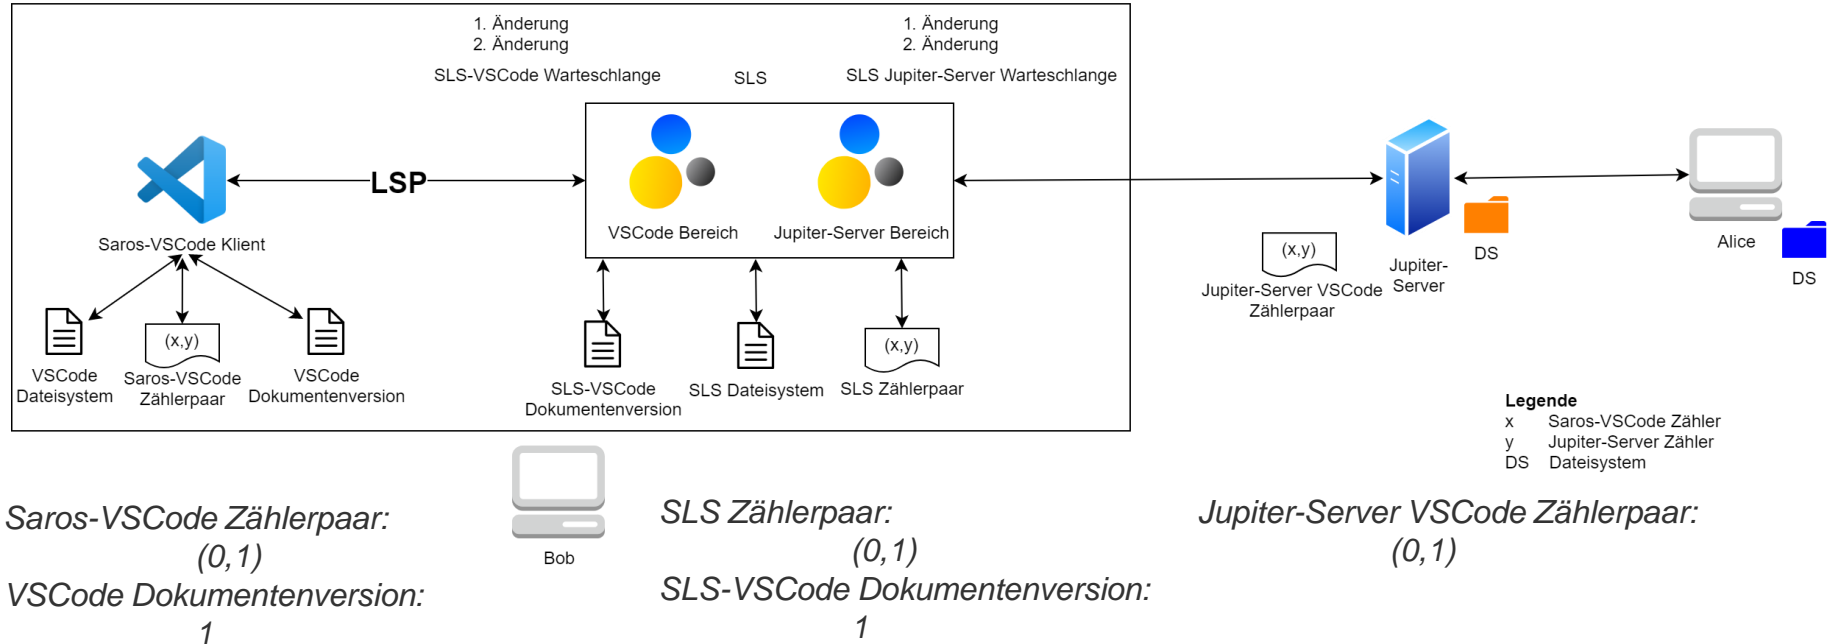 1. Änderung
2. Änderung
SLS-VSCode Warteschlange
SLS
1. Änderung
2. Änderung
SLS Jupiter-Server Warteschlange
LSP
VSCode Bereich
Jupiter-Server Bereich
Saros-VSCode Klient
(x,y)
VSCode
Dateisystem
Saros-VSCode
Zählerpaar
VSCode
Dokumentenversion
(x,y)
SLS-VSCode
Dokumentenversion
SLS Dateisystem
SLS Zählerpaar
(x,y)
Jupiter-Server VSCode
Zählerpaar
Jupiter-
Server
DS
Alice
DS
Legende
x Saros-VSCode Zähler
y Jupiter-Server Zähler
DS Dateisystem
Bob
Saros-VSCode Zählerpaar:
(0,1)
VSCode Dokumentenversion:
1
SLS Zählerpaar:
(0,1)
SLS-VSCode Dokumentenversion:
1
Jupiter-Server VSCode Zählerpaar:
(0,1)